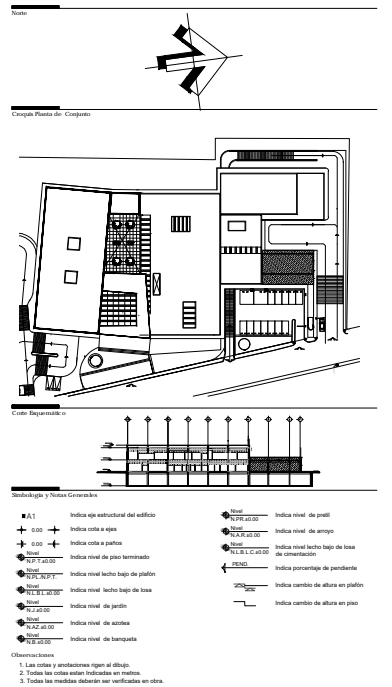 Norte
Croquis Planta de Conjunto
Corte Esquemático
Simbología y Notas Generales
A1 Indica eje estructural del edificio
0.00 Indica cota a ejes
0.00 Indica cota a paños
Nivel
N.P.T.±0.00 Indica nivel de piso terminado
Nivel
N.PL./N.P.T. Indica nivel lecho bajo de plafón
Nivel
N.L.B.L.±0.00 Indica nivel lecho bajo de losa
Nivel
N.J.±0.00 Indica nivel de jardín
Nivel
N.AZ.±0.00 Indica nivel de azotea
Nivel
N.B.±0.00 Indica nivel de banqueta
Nivel
N.PR.±0.00 Indica nivel de pretil
Nivel
N.A.R.±0.00 Indica nivel de arroyo
Nivel
N.L.B.L.C.±0.00 Indica nivel lecho bajo de losa
de cimentación
PEND. Indica porcentaje de pendiente
Indica cambio de altura en plafón
Indica cambio de altura en piso
Observaciones
1. Las cotas y anotaciones rigen al dibujo.
2. Todas las cotas estan indicadas en metros.
3. Todas las medidas deberán ser verificadas en obra.